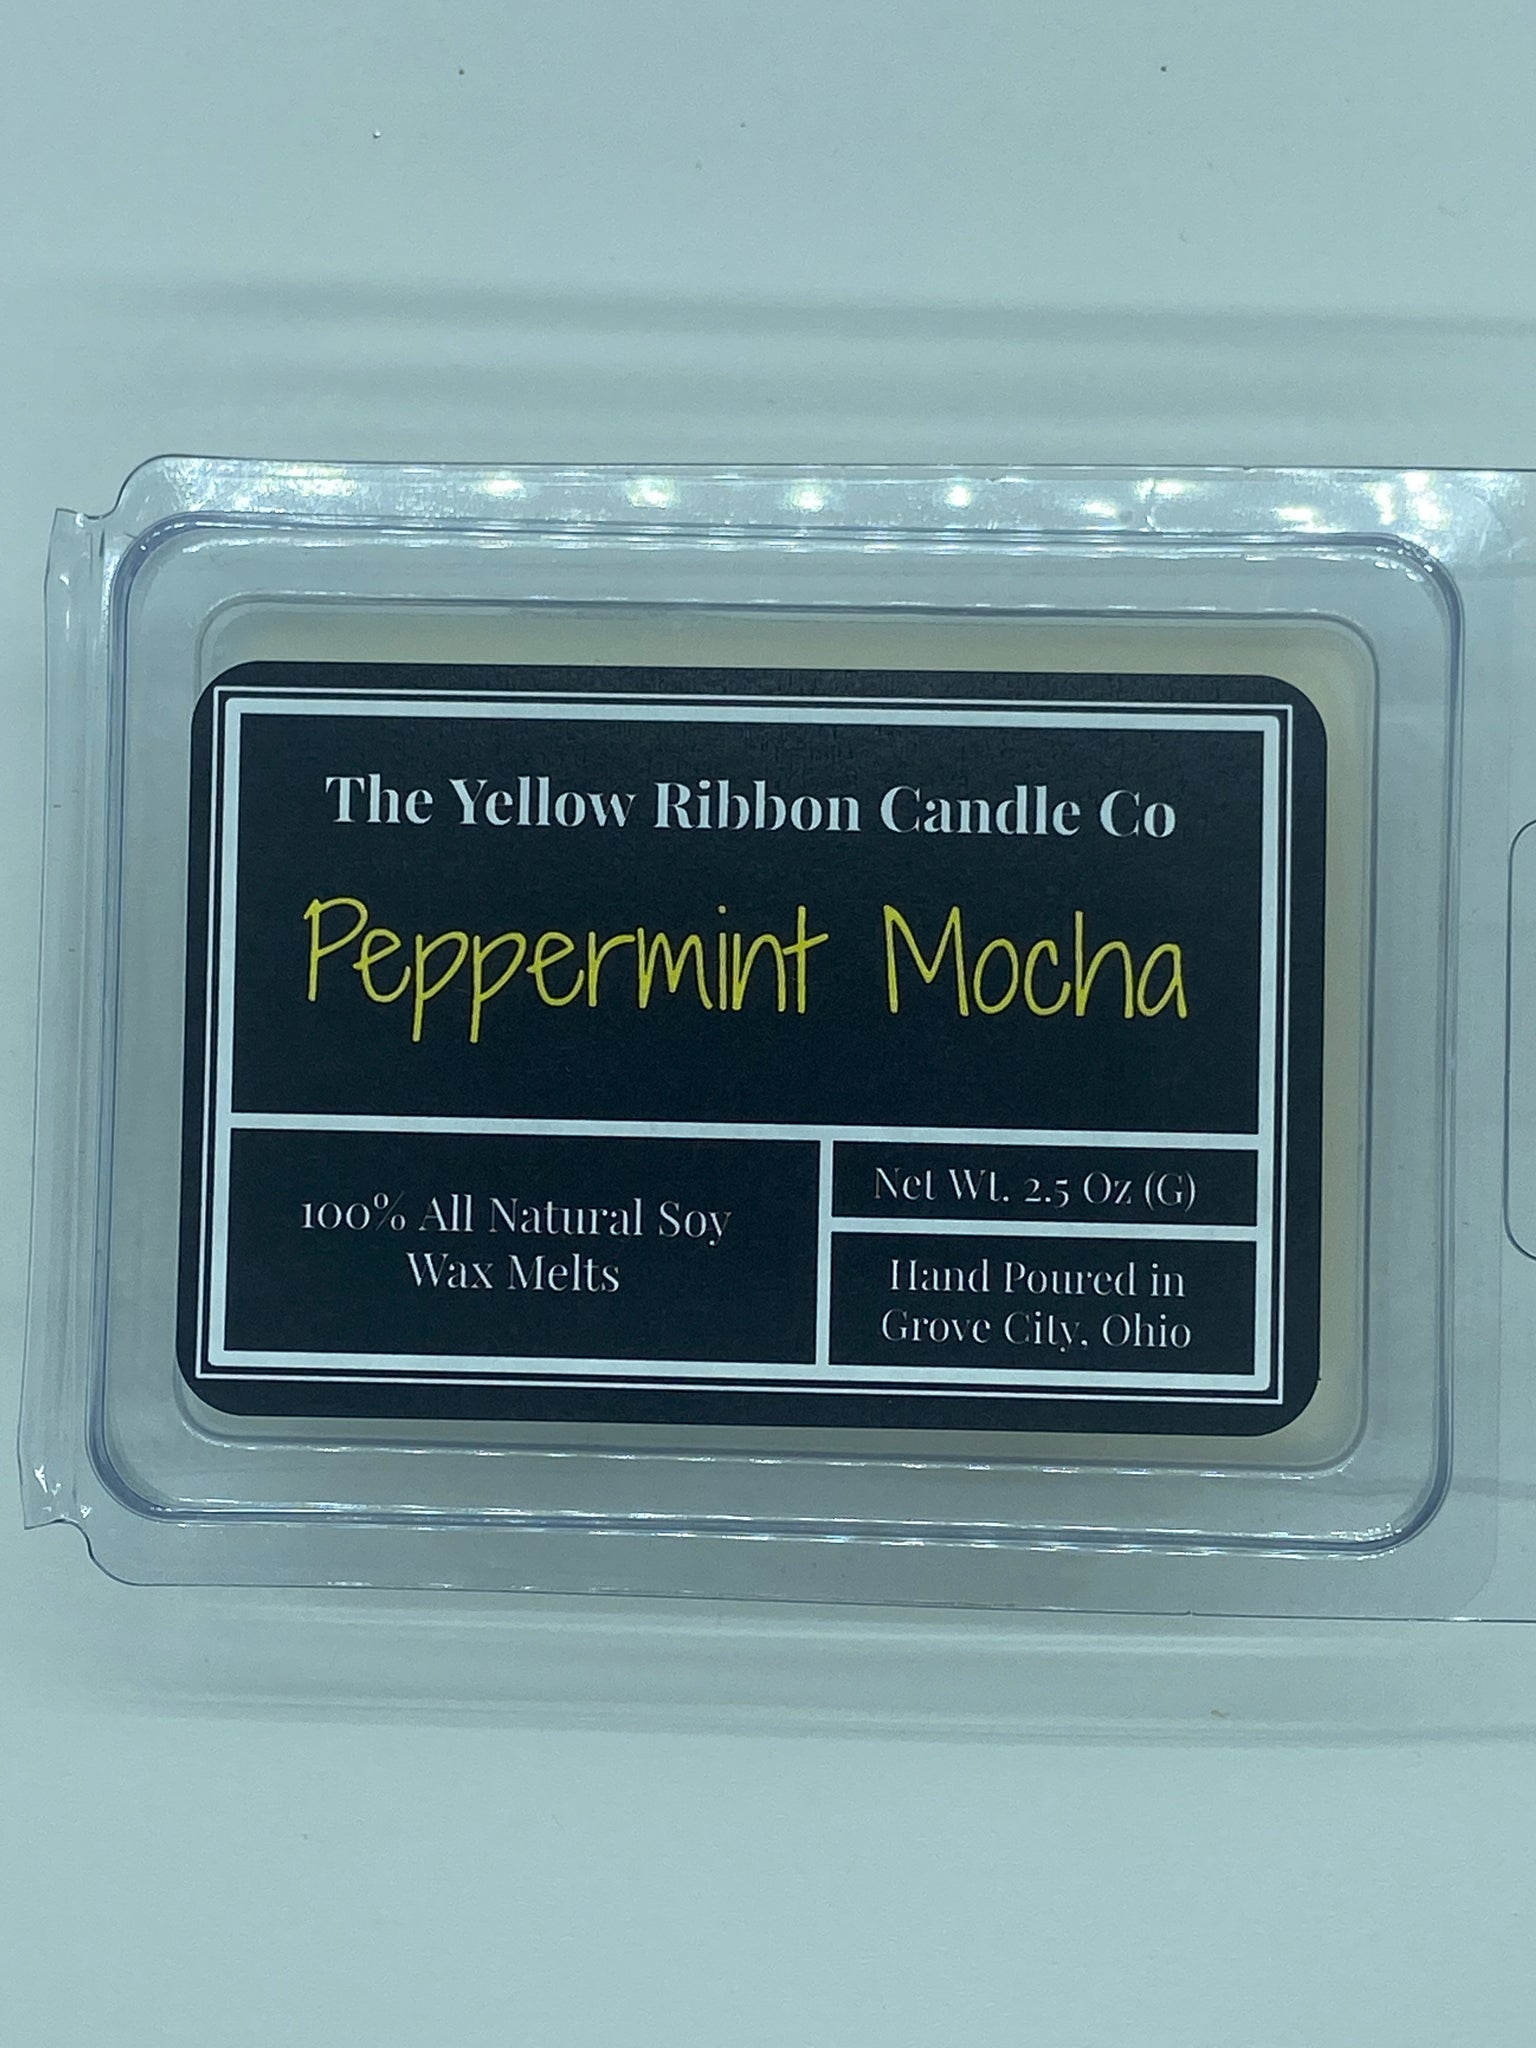 The Yellow Ribbon Candle Co
Peppermint Mocha
100% All Natural Soy
Wax Melts
Net Wt. 2.5 Oz (G)
Hand Poured in
Grove City, Ohio